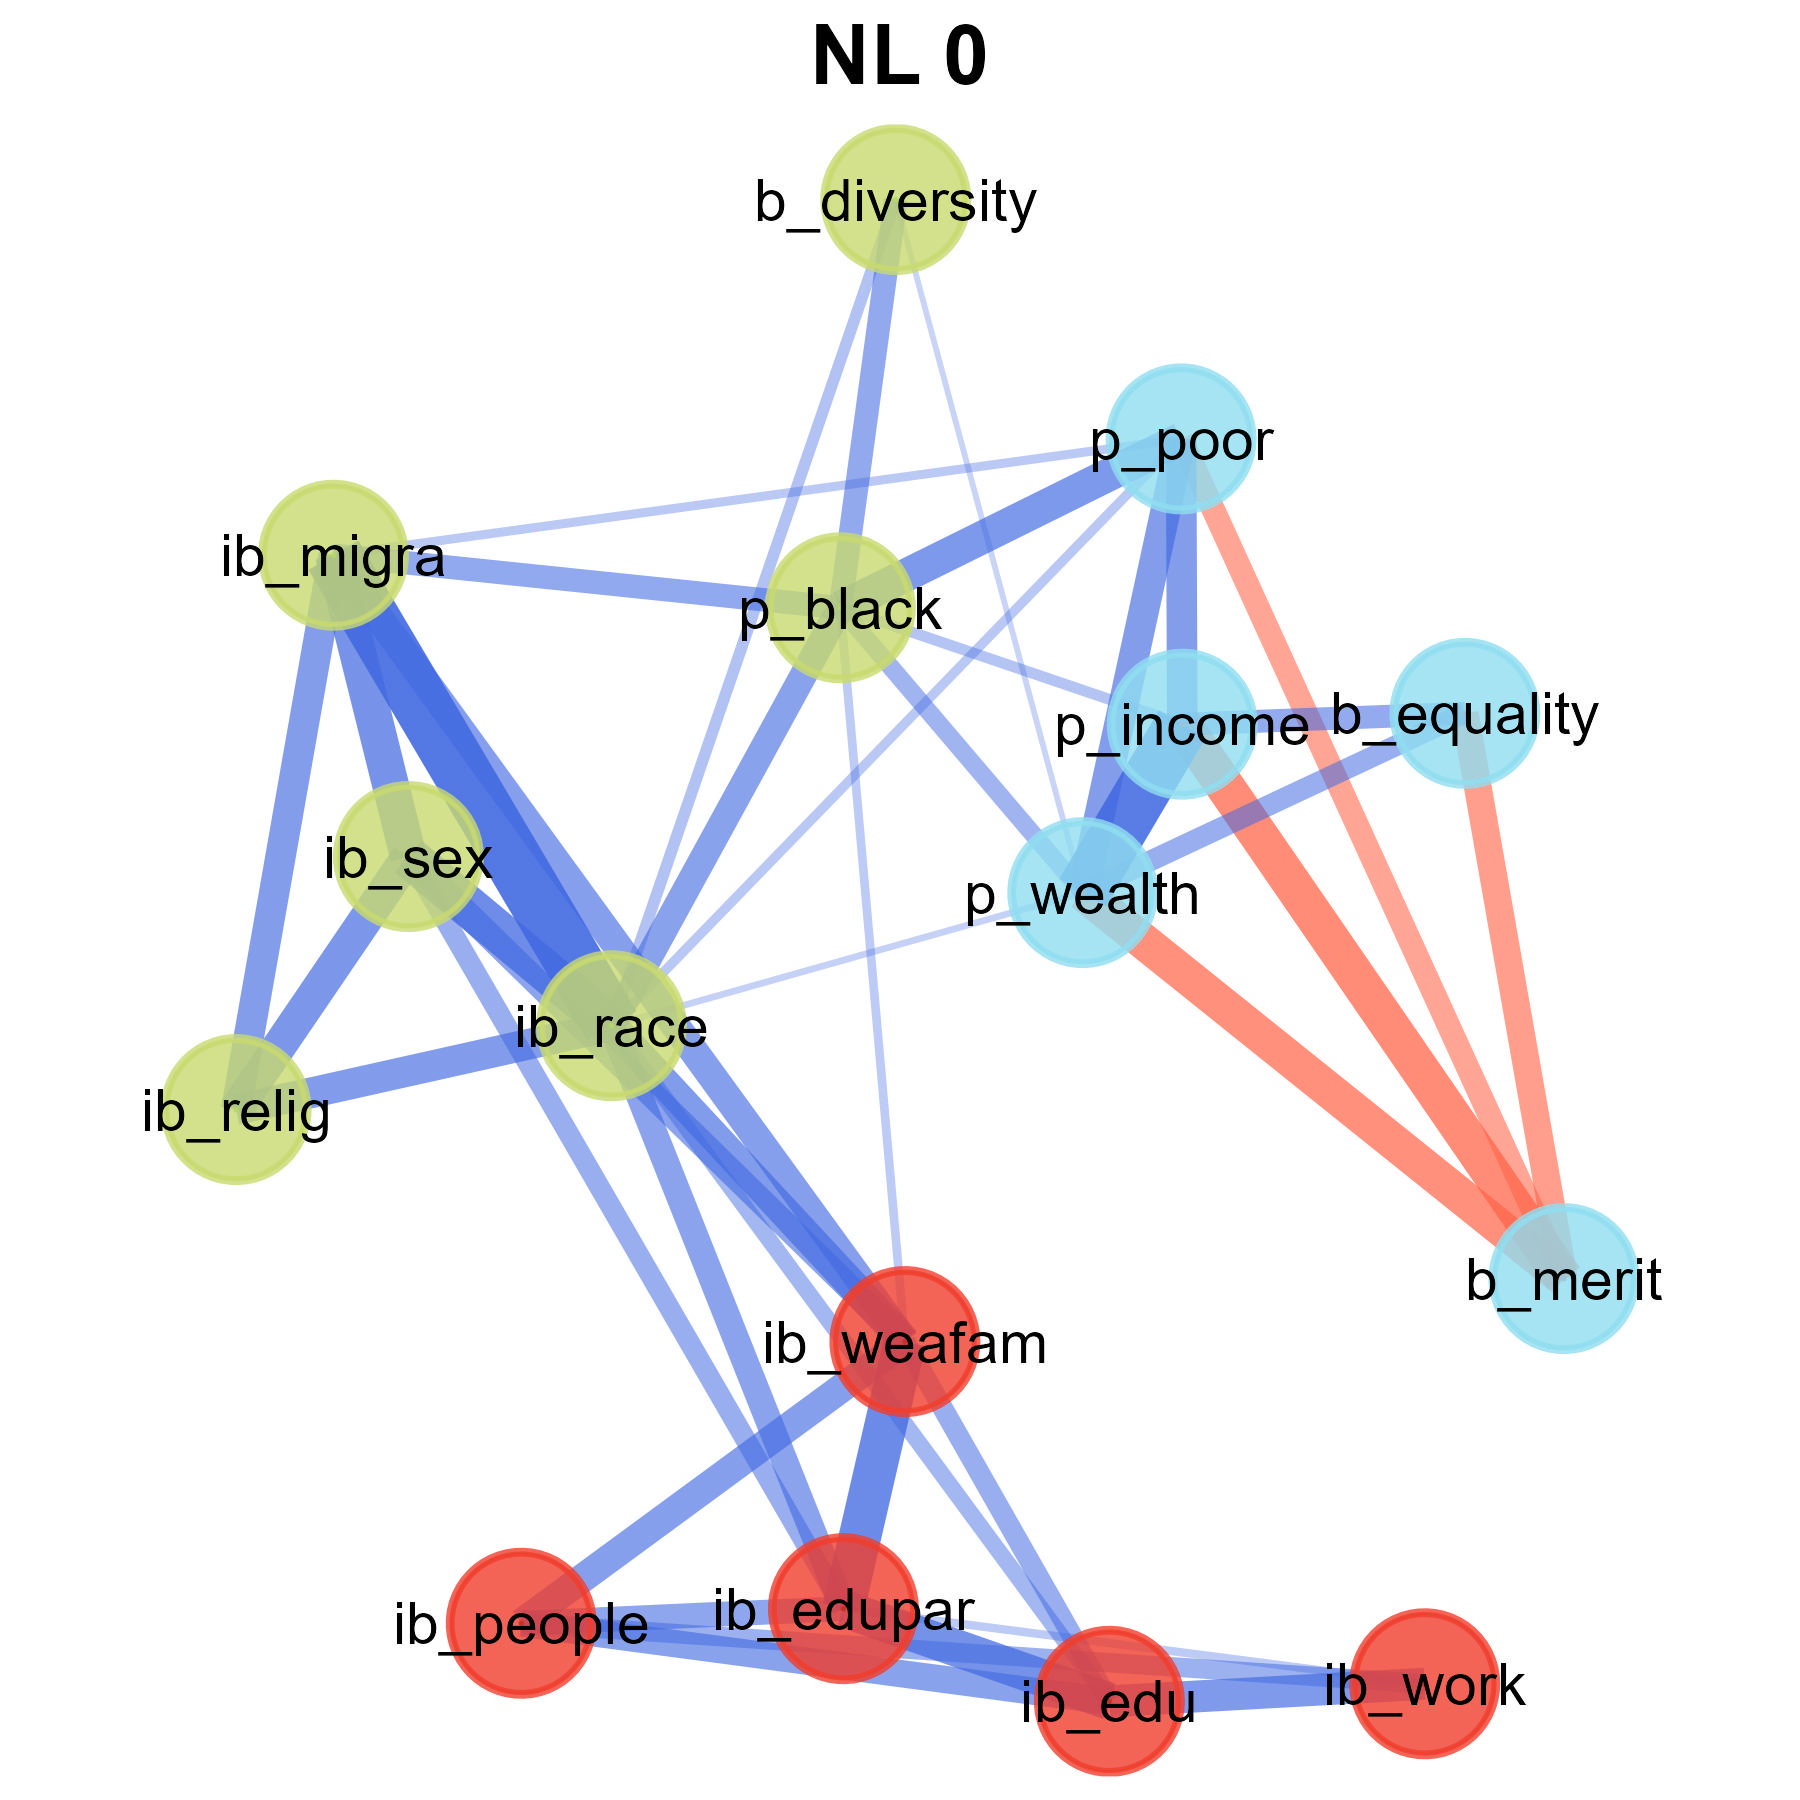 NL 0
b_diversity
p_poor
ib_migra
p_black
p_income
b_equality
ib_sex
p_wealth
ib_race
ib_relig
b_merit
ib_weafam
ib_people
ib_edupar
ib_edu
ib_work